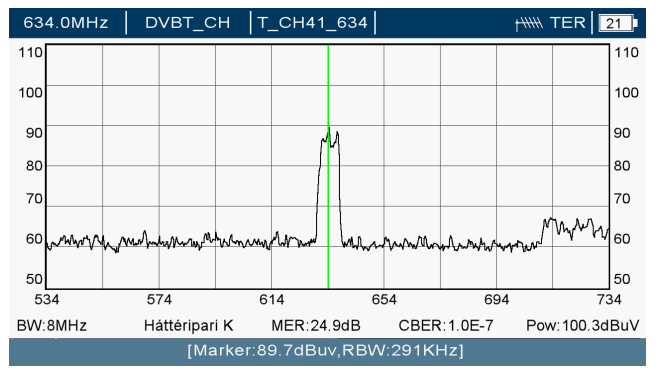 634.0MHz DVBT_CH T_CH41_634 TER 21
110 110
100 100
90 90
80 80
70 70
60 60
50 50
534 574 614 654 694 734
BW:8MHz Háttéripari K MER:24.9dB CBER:1.0E-7 Pow:100.3dBuV
[Marker:89.7dBuv,RBW:291KHz]